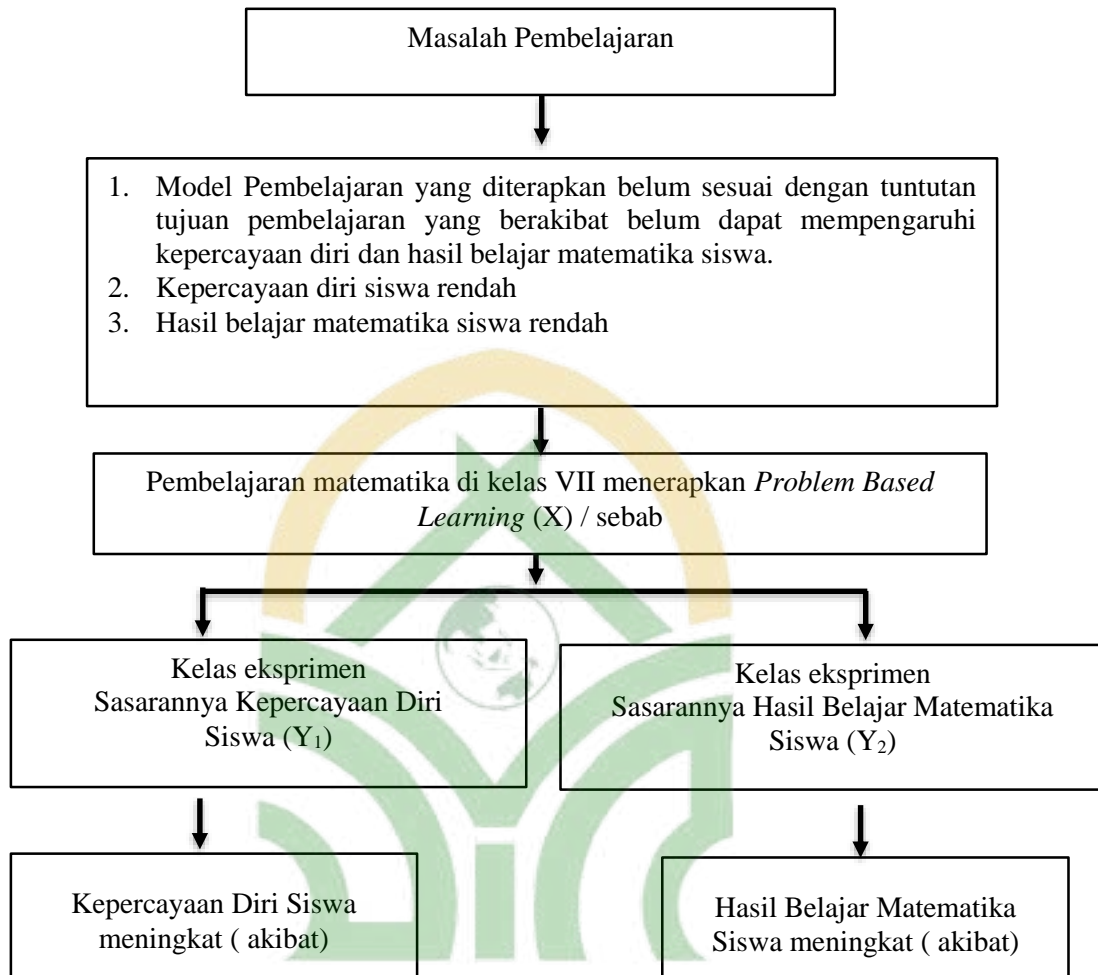 Masalah Pembelajaran
1. Model Pembelajaran yang diterapkan belum sesuai dengan tuntutan
tujuan pembelajaran yang berakibat belum dapat mempengaruhi
kepercayaan diri dan hasil belajar matematika siswa.
2. Kepercayaan diri siswa rendah
3. Hasil belajar matematika siswa rendah
Pembelajaran matematika di kelas VII menerapkan Problem Based
Learning (X) / sebab
Kelas eksprimen
Sasarannya Kepercayaan Diri
Siswa (Y₁)
Kelas eksprimen
Sasarannya Hasil Belajar Matematika
Siswa (Y₂)
Kepercayaan Diri Siswa
meningkat ( akibat)
Hasil Belajar Matematika
Siswa meningkat ( akibat)